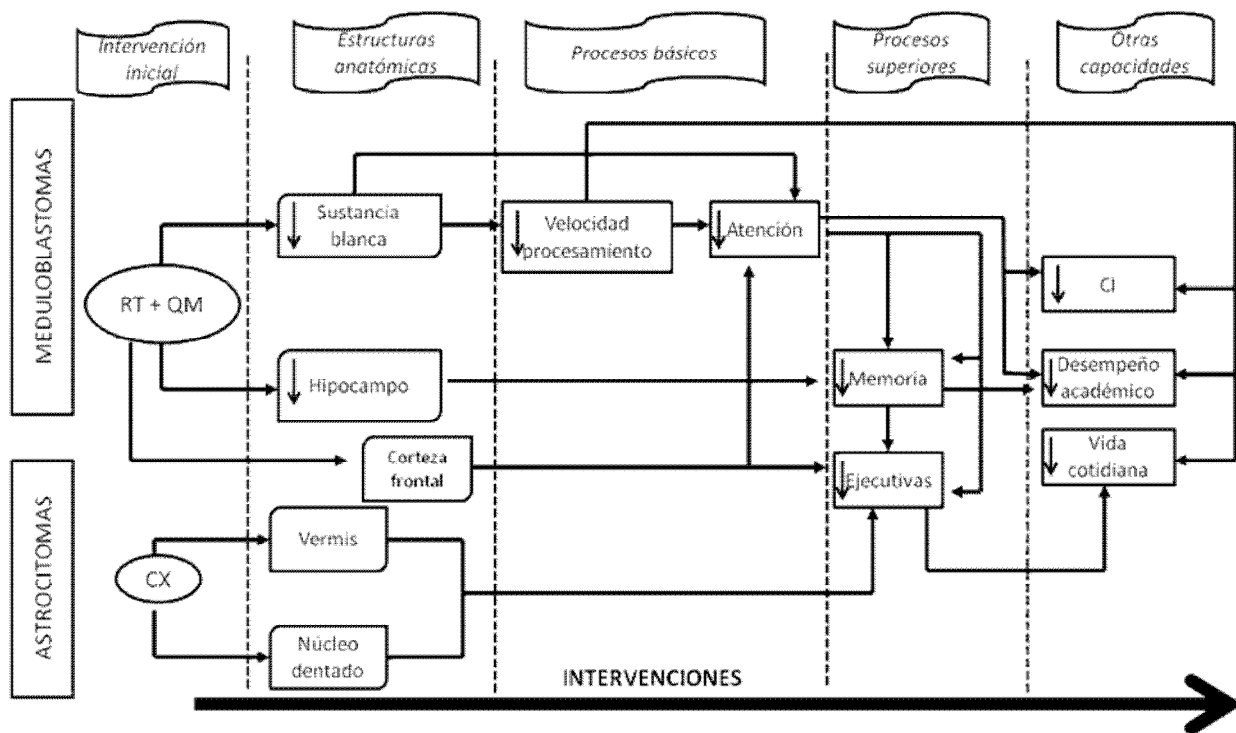 Intervención
inicial
Estructuras
anatómicas
Procesos básicos
Procesos
superiores
Otras
capacidades
MEDULOBLASTOMAS
RT + QM
Sustancia
blanca
Velocidad
procesamiento
Atención
CI
Hipocampo
Memoria
Desempeño
académico
Corteza
frontal
Ejecutivas
Vida
cotidiana
ASTROCITOMAS
CX
Vermis
Núcleo
dentado
INTERVENCIONES